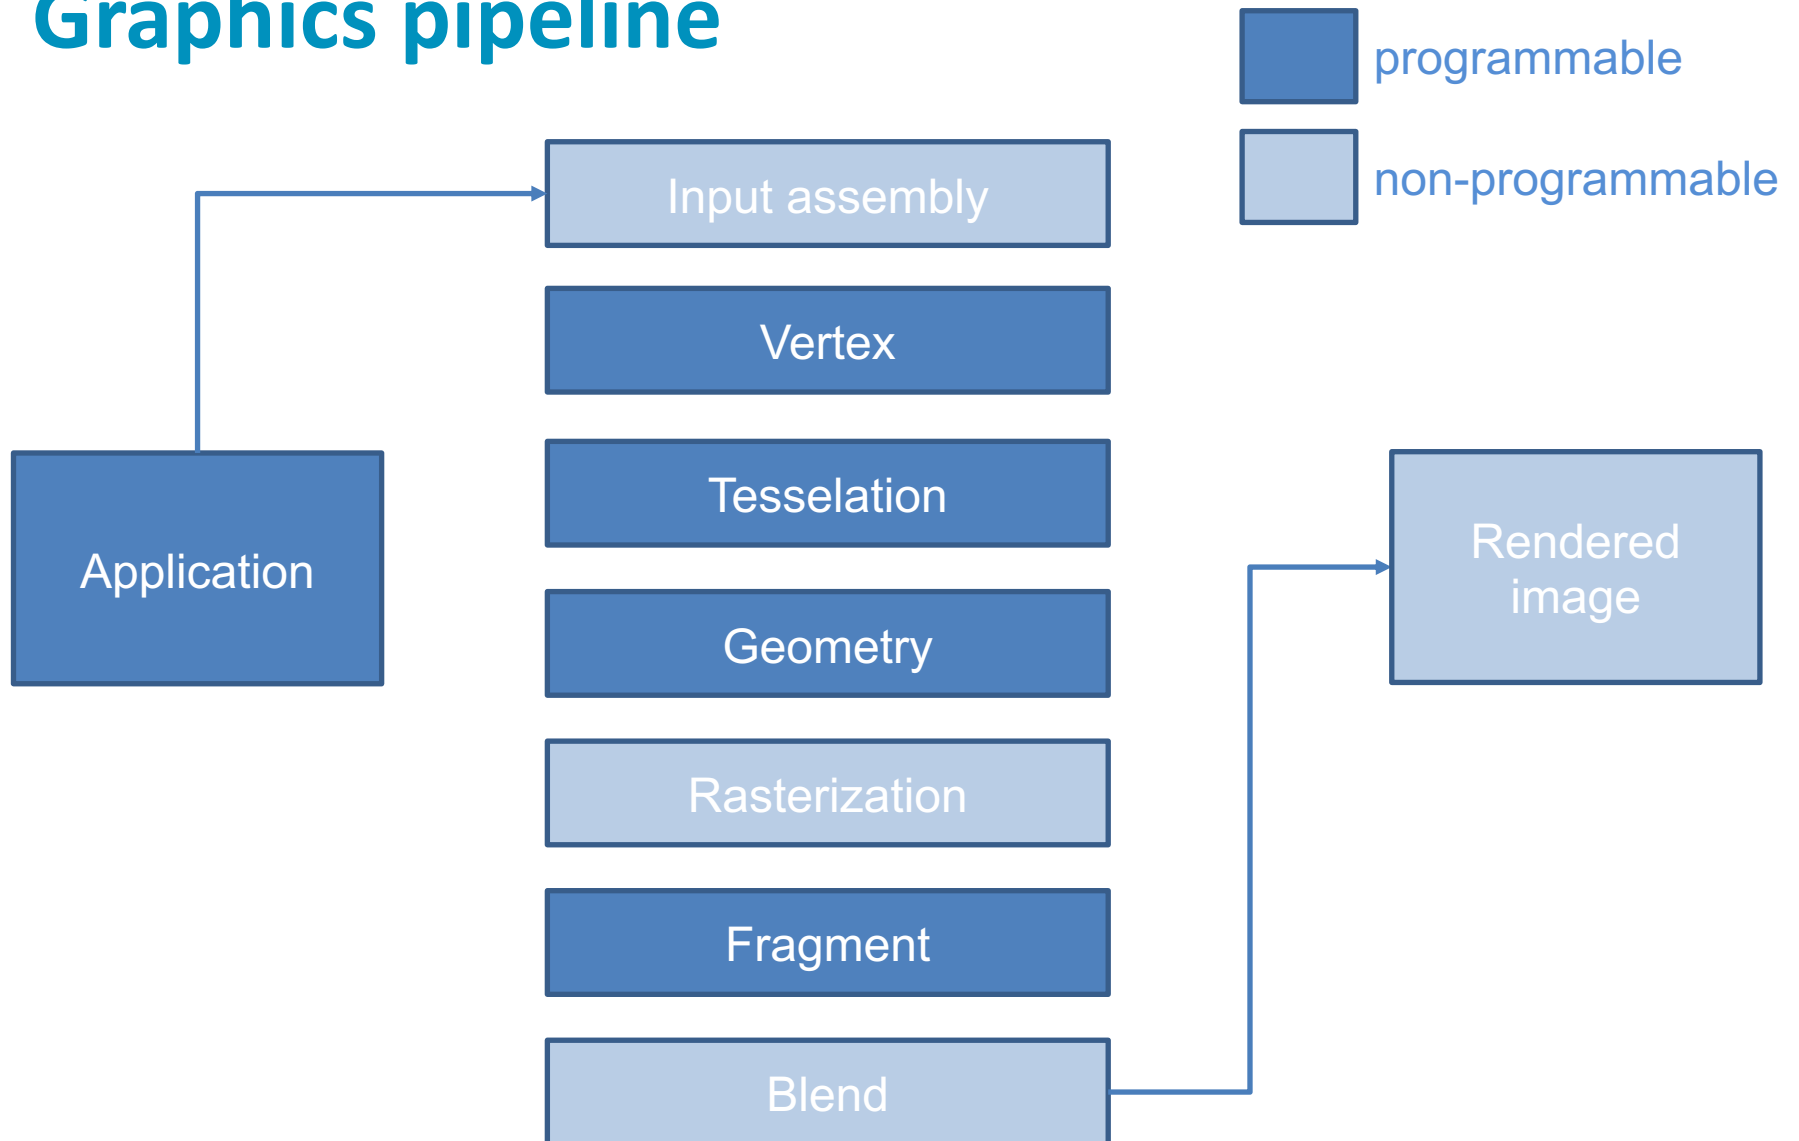 Graphics pipeline
programmable
non-programmable
Input assembly
Vertex
Tesselation
Geometry
Rasterization
Fragment
Blend
Application
Rendered
image